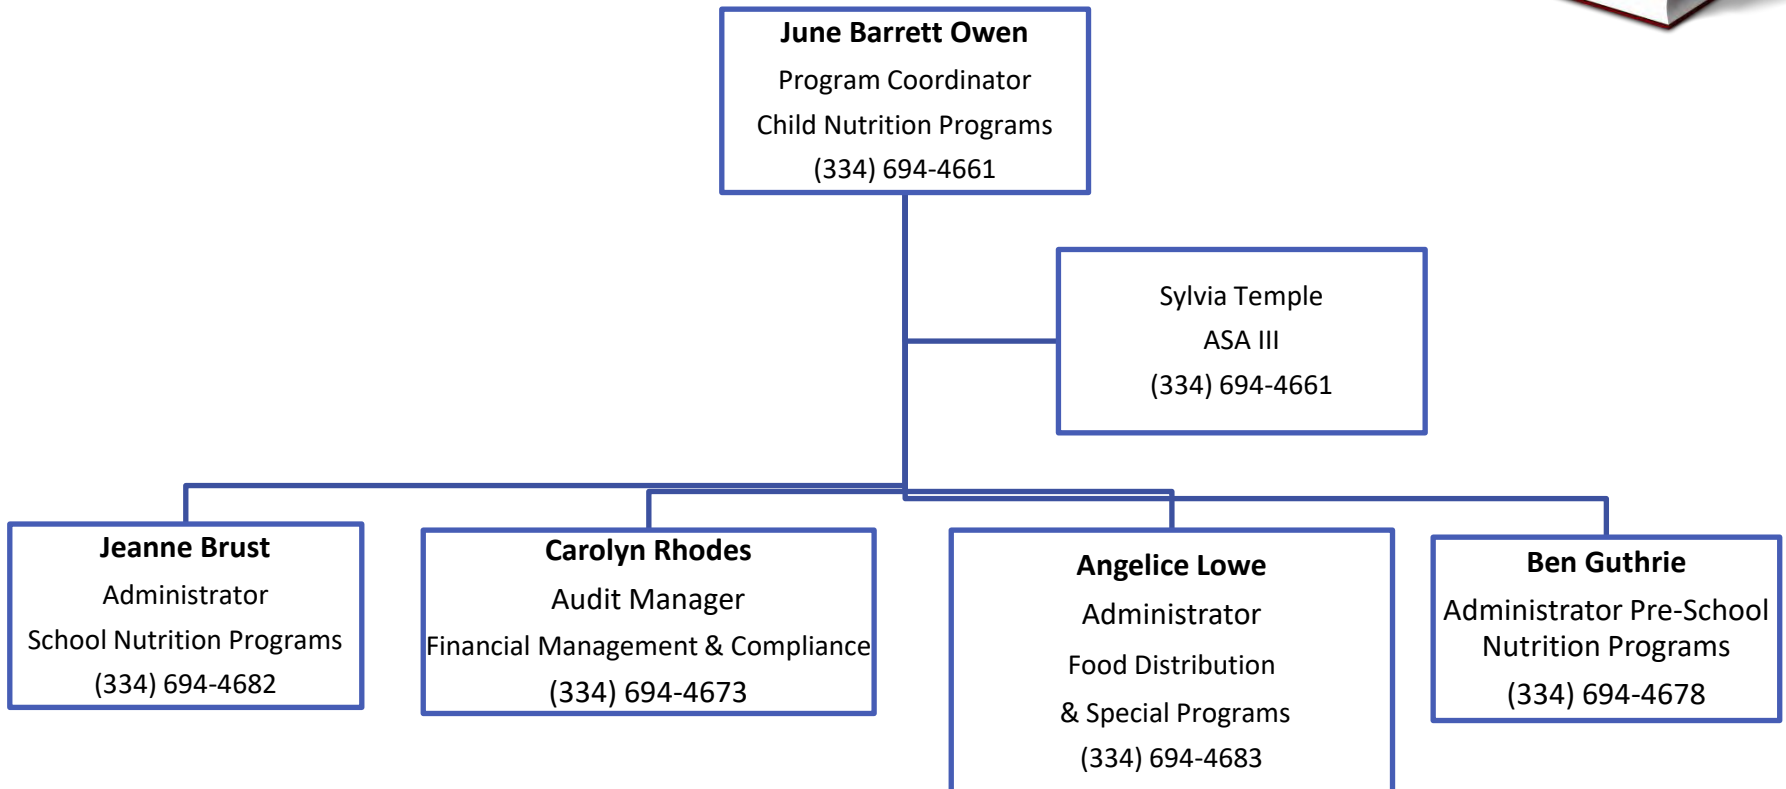 June Barrett Owen
Program Coordinator
Child Nutrition Programs
(334) 694-4661
Sylvia Temple
ASA III
(334) 694-4661
Jeanne Brust
Administrator
School Nutrition Programs
(334) 694-4682
Carolyn Rhodes
Audit Manager
Financial Management & Compliance
(334) 694-4673
Angelice Lowe
Administrator
Food Distribution
& Special Programs
(334) 694-4683
Ben Guthrie
Administrator Pre-School
Nutrition Programs
(334) 694-4678